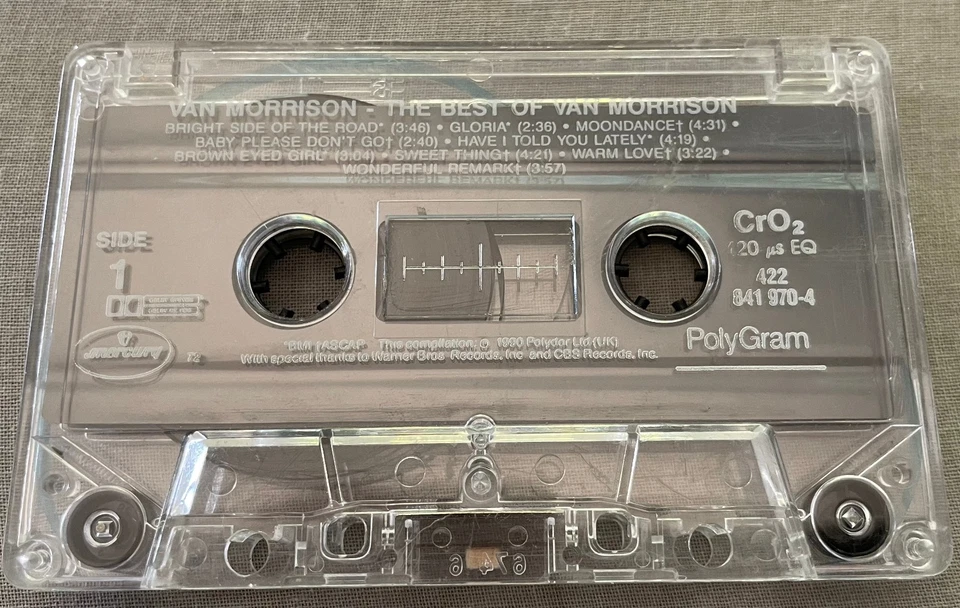 VAN MORRISON - THE BEST OF VAN MORRISON
BRIGHT SIDE OF THE ROAD* (3:46) • GLORIA* (2:36) • MOONDANCE† (4:31) •
BABY PLEASE DON'T GO† (2:40) • HAVE I TOLD YOU LATELY* (4:19) •
BROWN EYED GIRL* (3:04) • SWEET THING† (4:21) • WARM LOVE† (3:22) •
WONDERFUL REMARK† (3:57)
SIDE
1
CrO₂
120 µs EQ
422
841 970-4
mercury
PolyGram
*BMI †ASCAP This compilation: ℗ 1990 Polydor Ltd (UK)
With special thanks to Warner Bros. Records, Inc. and CBS Records, Inc.